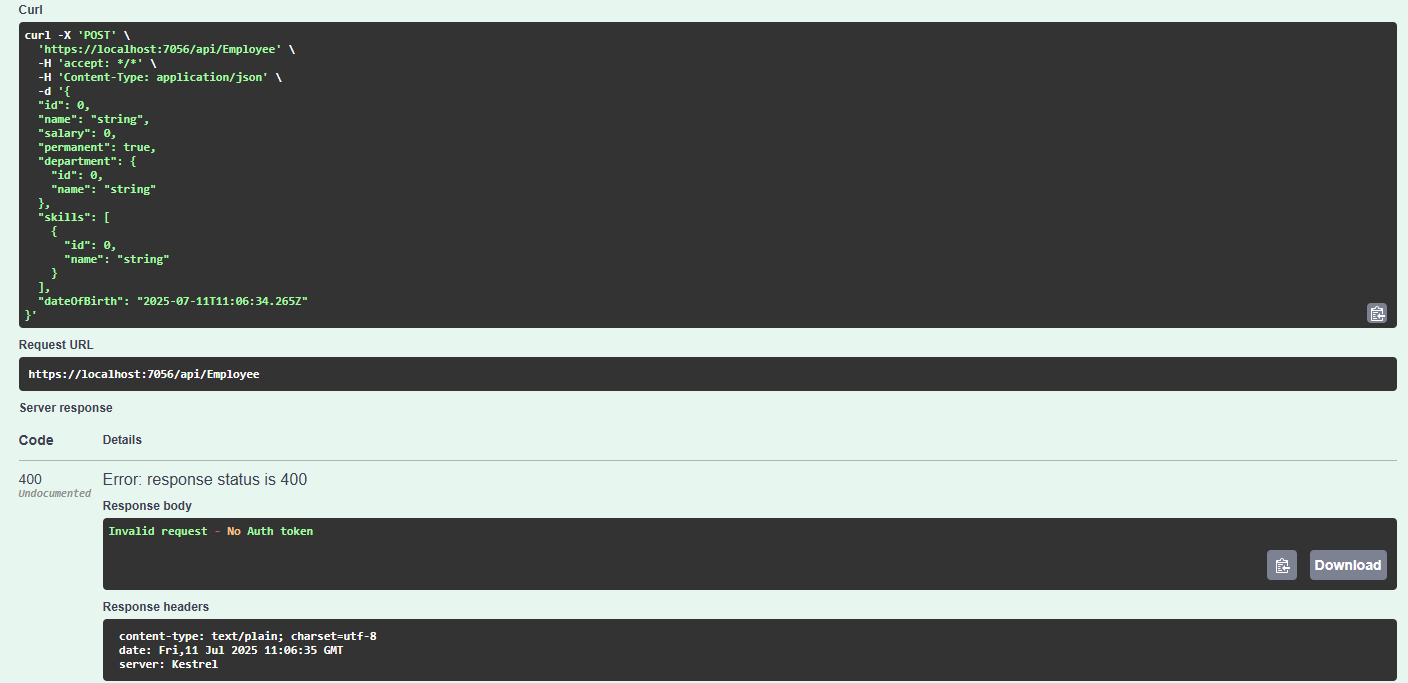 Curl
curl -X 'POST' \
  'https://localhost:7056/api/Employee' \
  -H 'accept: */*' \
  -H 'Content-Type: application/json' \
  -d '{
  "id": 0,
  "name": "string",
  "salary": 0,
  "permanent": true,
  "department": {
    "id": 0,
    "name": "string"
  },
  "skills": [
    {
      "id": 0,
      "name": "string"
    }
  ],
  "dateOfBirth": "2025-07-11T11:06:34.265Z"
}'
Request URL
https://localhost:7056/api/Employee
Server response
Code Details
400 Error: response status is 400
Undocumented
Response body
Invalid request - No Auth token
Download
Response headers
content-type: text/plain; charset=utf-8
date: Fri,11 Jul 2025 11:06:35 GMT
server: Kestrel